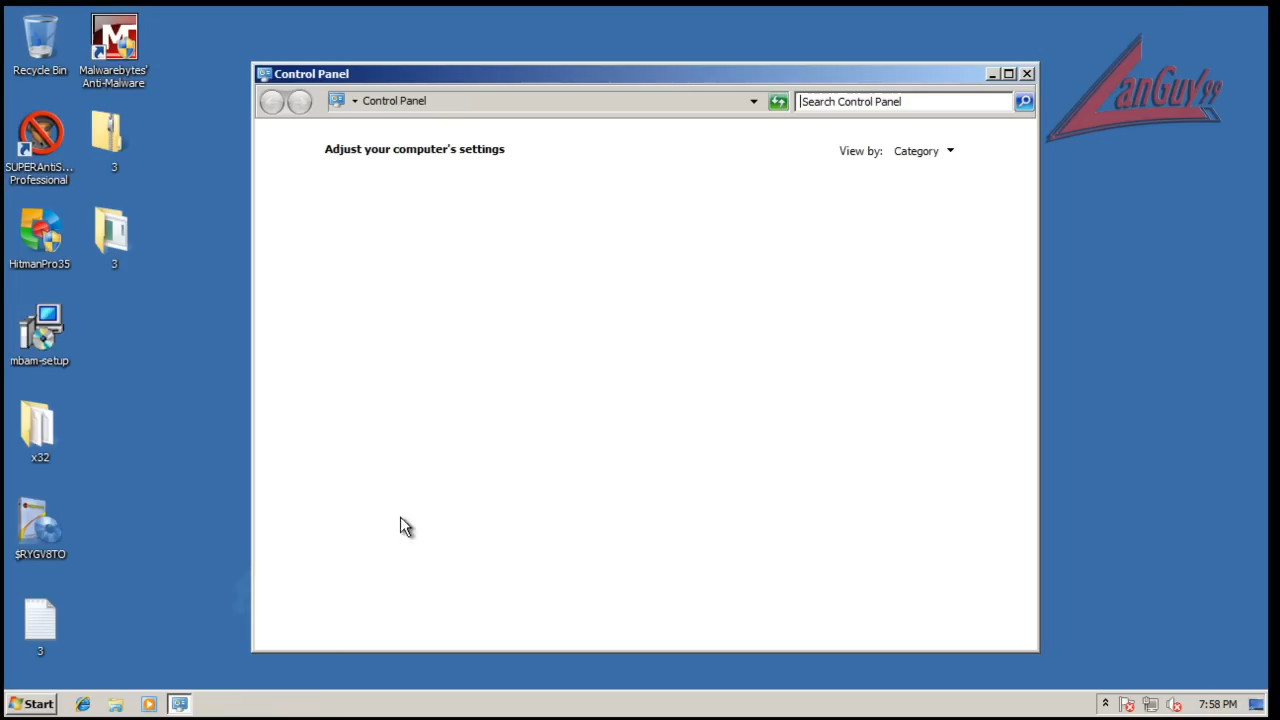 Recycle Bin
Malwarebytes'
Anti-Malware
SUPERAntiS...
Professional
3
HitmanPro35
3
mbam-setup
x32
$RYGV8TO
3
Control Panel
Control Panel
Search Control Panel
Adjust your computer's settings
View by: Category
LanGuy99
Start
7:58 PM